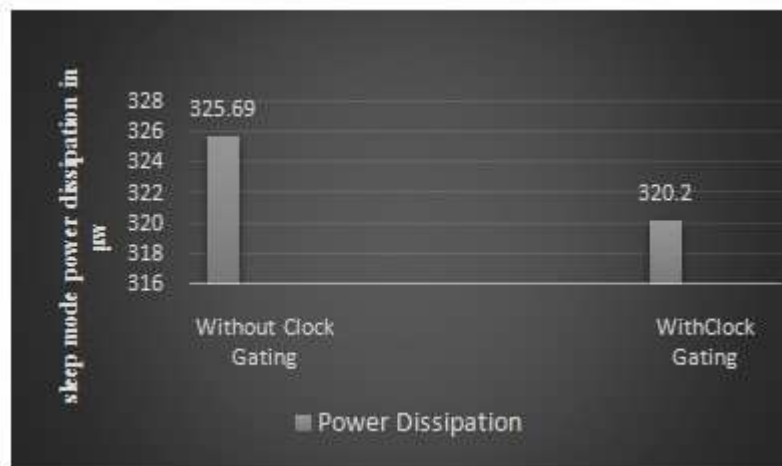 sleep mode power dissipation in
µw
328
326
324
322
320
318
316
325.69
320.2
Without Clock
Gating
WithClock
Gating
Power Dissipation